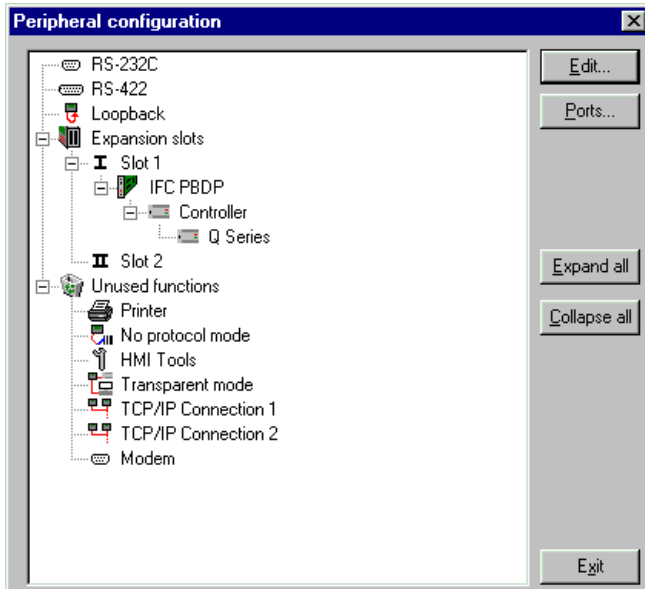 Peripheral configuration
RS-232C
RS-422
Loopback
Expansion slots
I Slot 1
IFC PBDP
Controller
Q Series
II Slot 2
Unused functions
Printer
No protocol mode
HMI Tools
Transparent mode
TCP/IP Connection 1
TCP/IP Connection 2
Modem
Edit...
Ports...
Expand all
Collapse all
Exit